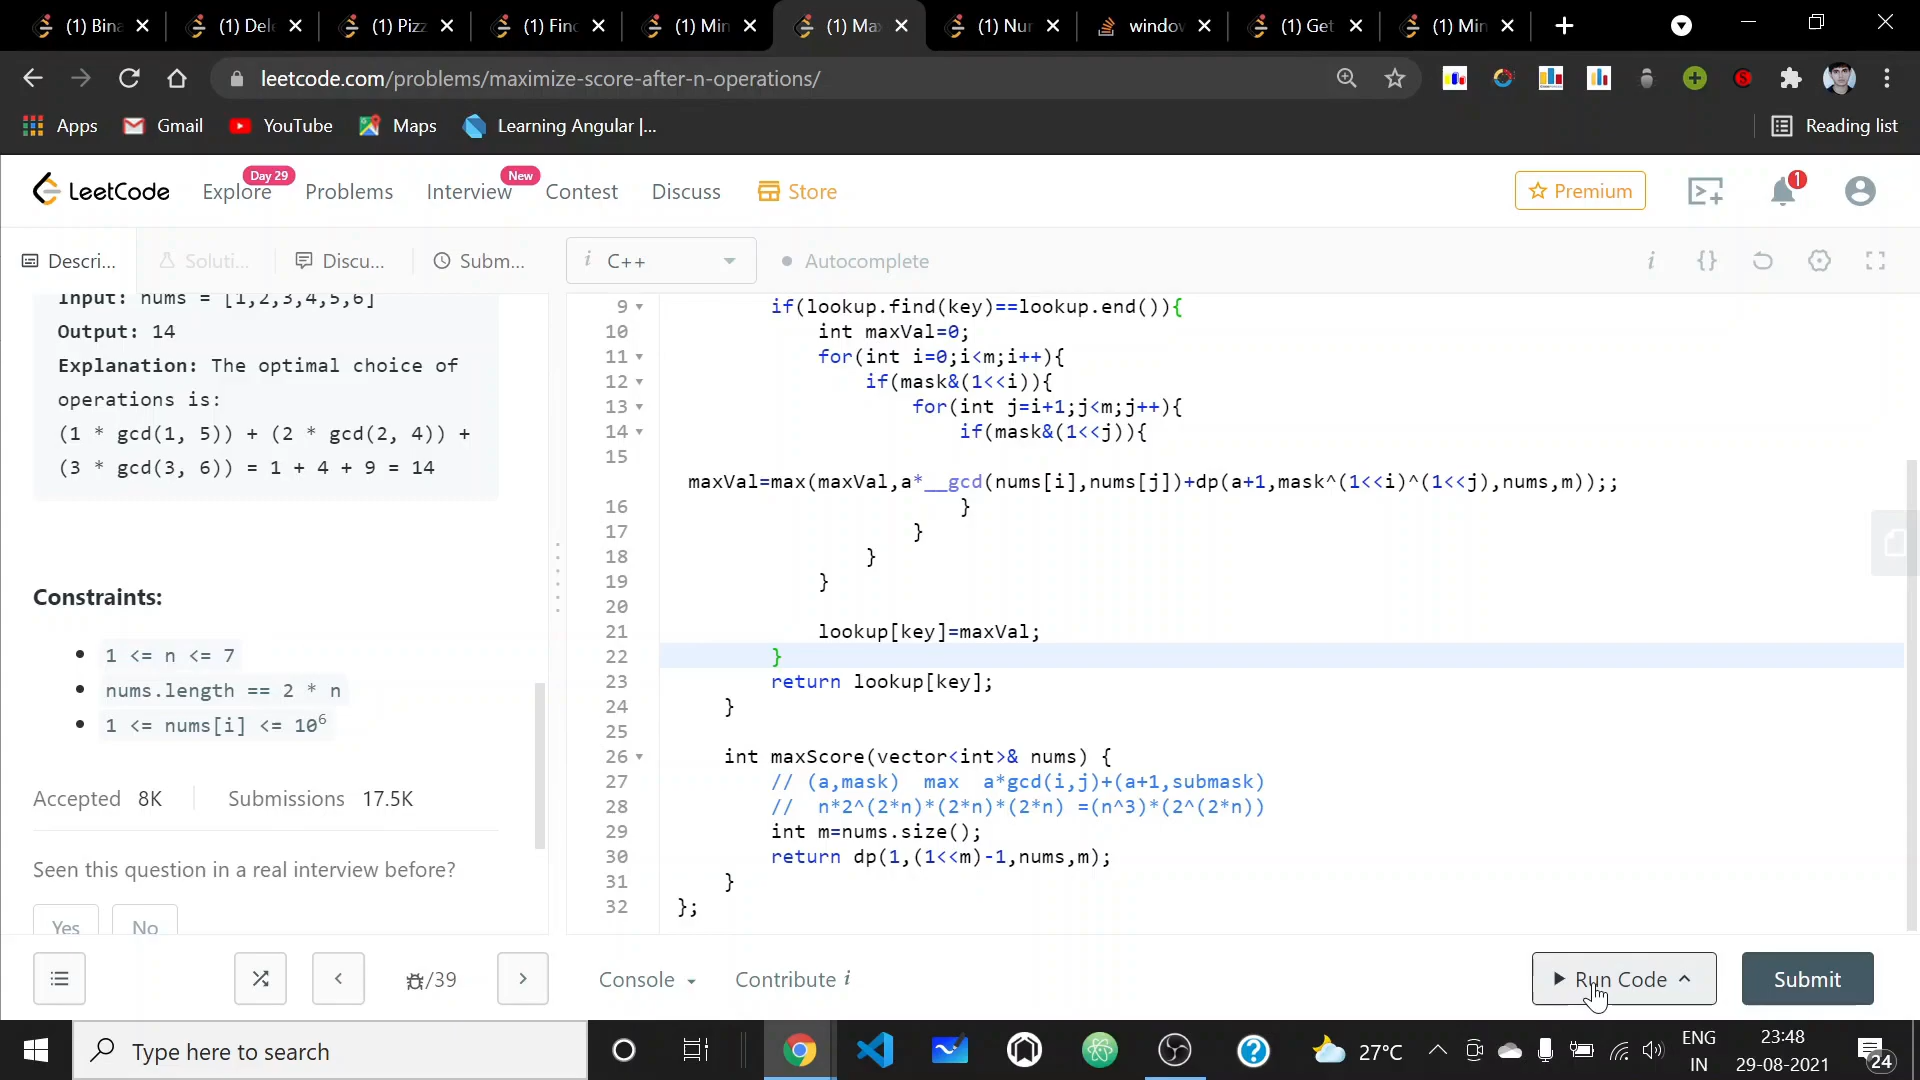 (1) Bina
(1) Dele
(1) Pizz
(1) Finc
(1) Min
(1) Ma
(1) Nur
windo
(1) Get
(1) Min
leetcode.com/problems/maximize-score-after-n-operations/
Apps
Gmail
YouTube
Maps
Learning Angular |...
Reading list
LeetCode
Explore
Day 29
Problems
Interview
New
Contest
Discuss
Store
Premium
1
Descri...
Soluti...
Discu...
Subm...
i C++
Autocomplete
i {}
Input: nums = [1,2,3,4,5,6]
Output: 14
Explanation: The optimal choice of
operations is:
(1 * gcd(1, 5)) + (2 * gcd(2, 4)) +
(3 * gcd(3, 6)) = 1 + 4 + 9 = 14
Constraints:
1 <= n <= 7
nums.length == 2 * n
1 <= nums[i] <= 10⁶
Accepted 8K
Submissions 17.5K
Seen this question in a real interview before?
Yes
No
9 if(lookup.find(key)==lookup.end()){
10 int maxVal=0;
11 for(int i=0;i<m;i++){
12 if(mask&(1<<i)){
13 for(int j=i+1;j<m;j++){
14 if(mask&(1<<j)){
15
maxVal=max(maxVal,a*__gcd(nums[i],nums[j])+dp(a+1,mask^(1<<i)^(1<<j),nums,m));;
16 }
17 }
18 }
19 }
20
21 lookup[key]=maxVal;
22 }
23 return lookup[key];
24 }
25
26 int maxScore(vector<int>& nums) {
27 // (a,mask) max a*gcd(i,j)+(a+1,submask)
28 // n*2^(2*n)*(2*n)*(2*n) =(n^3)*(2^(2*n))
29 int m=nums.size();
30 return dp(1,(1<<m)-1,nums,m);
31 }
32 };
/39
Console
Contribute i
Run Code
Submit
Type here to search
27°C
ENG
IN
23:48
29-08-2021
24